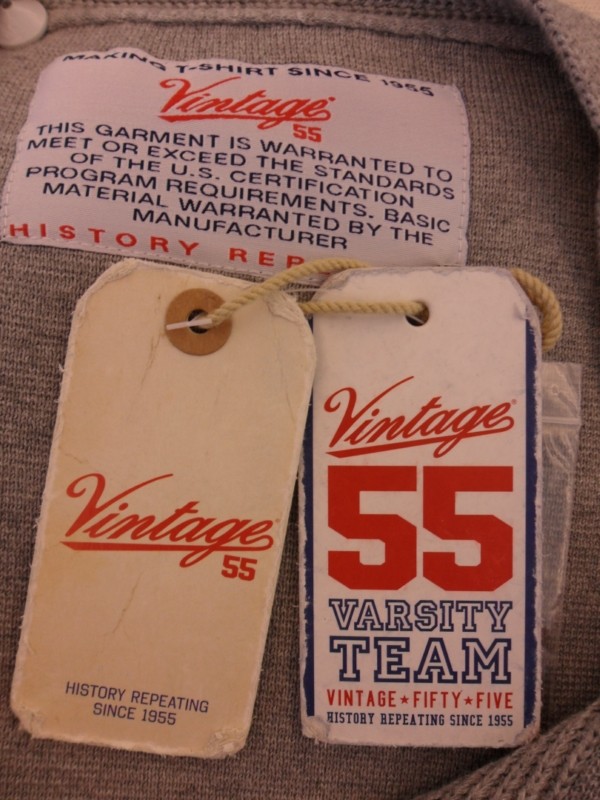 MAKING T-SHIRT SINCE 1955
Vintage
55
THIS GARMENT IS WARRANTED TO
MEET OR EXCEED THE STANDARDS
OF THE U.S. CERTIFICATION
PROGRAM REQUIREMENTS. BASIC
MATERIAL WARRANTED BY THE
MANUFACTURER
HISTORY REP
Vintage
55
HISTORY REPEATING
SINCE 1955
Vintage
55
VARSITY
TEAM
VINTAGE★FIFTY★FIVE
HISTORY REPEATING SINCE 1955